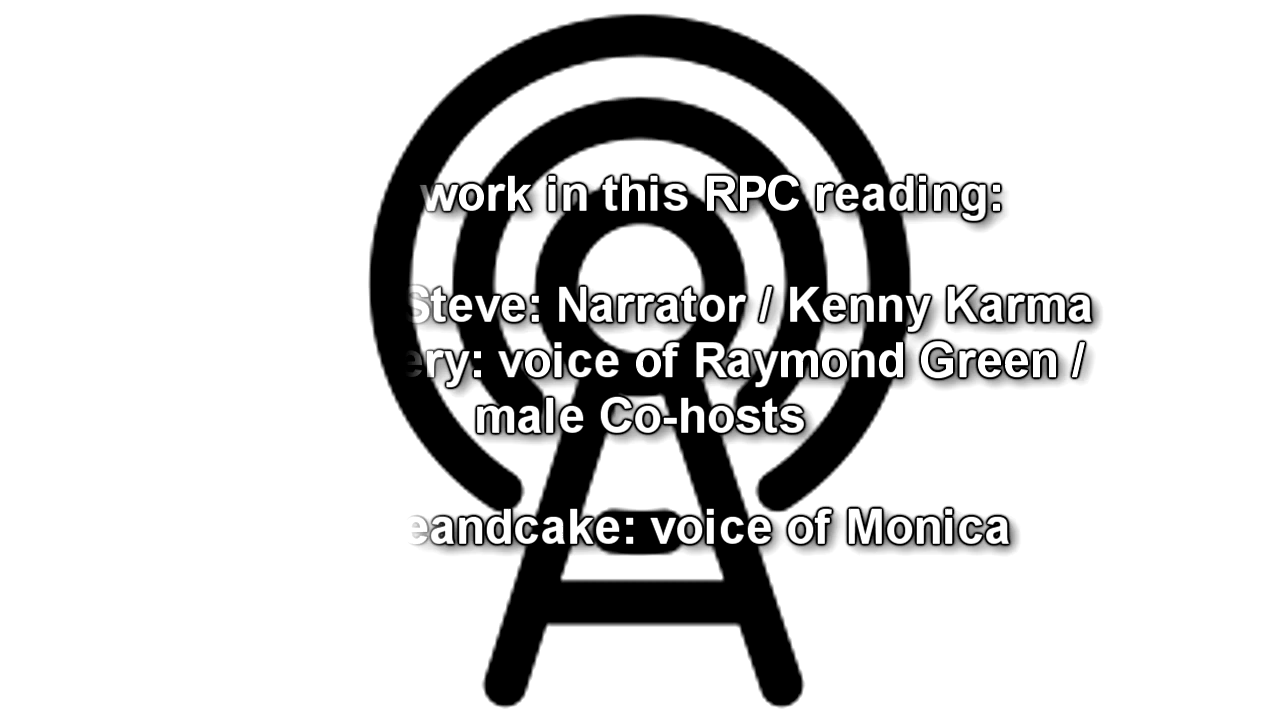 work in this RPC reading:
Steve: Narrator / Kenny Karma
ery: voice of Raymond Green /
male Co-hosts
eandcake: voice of Monica